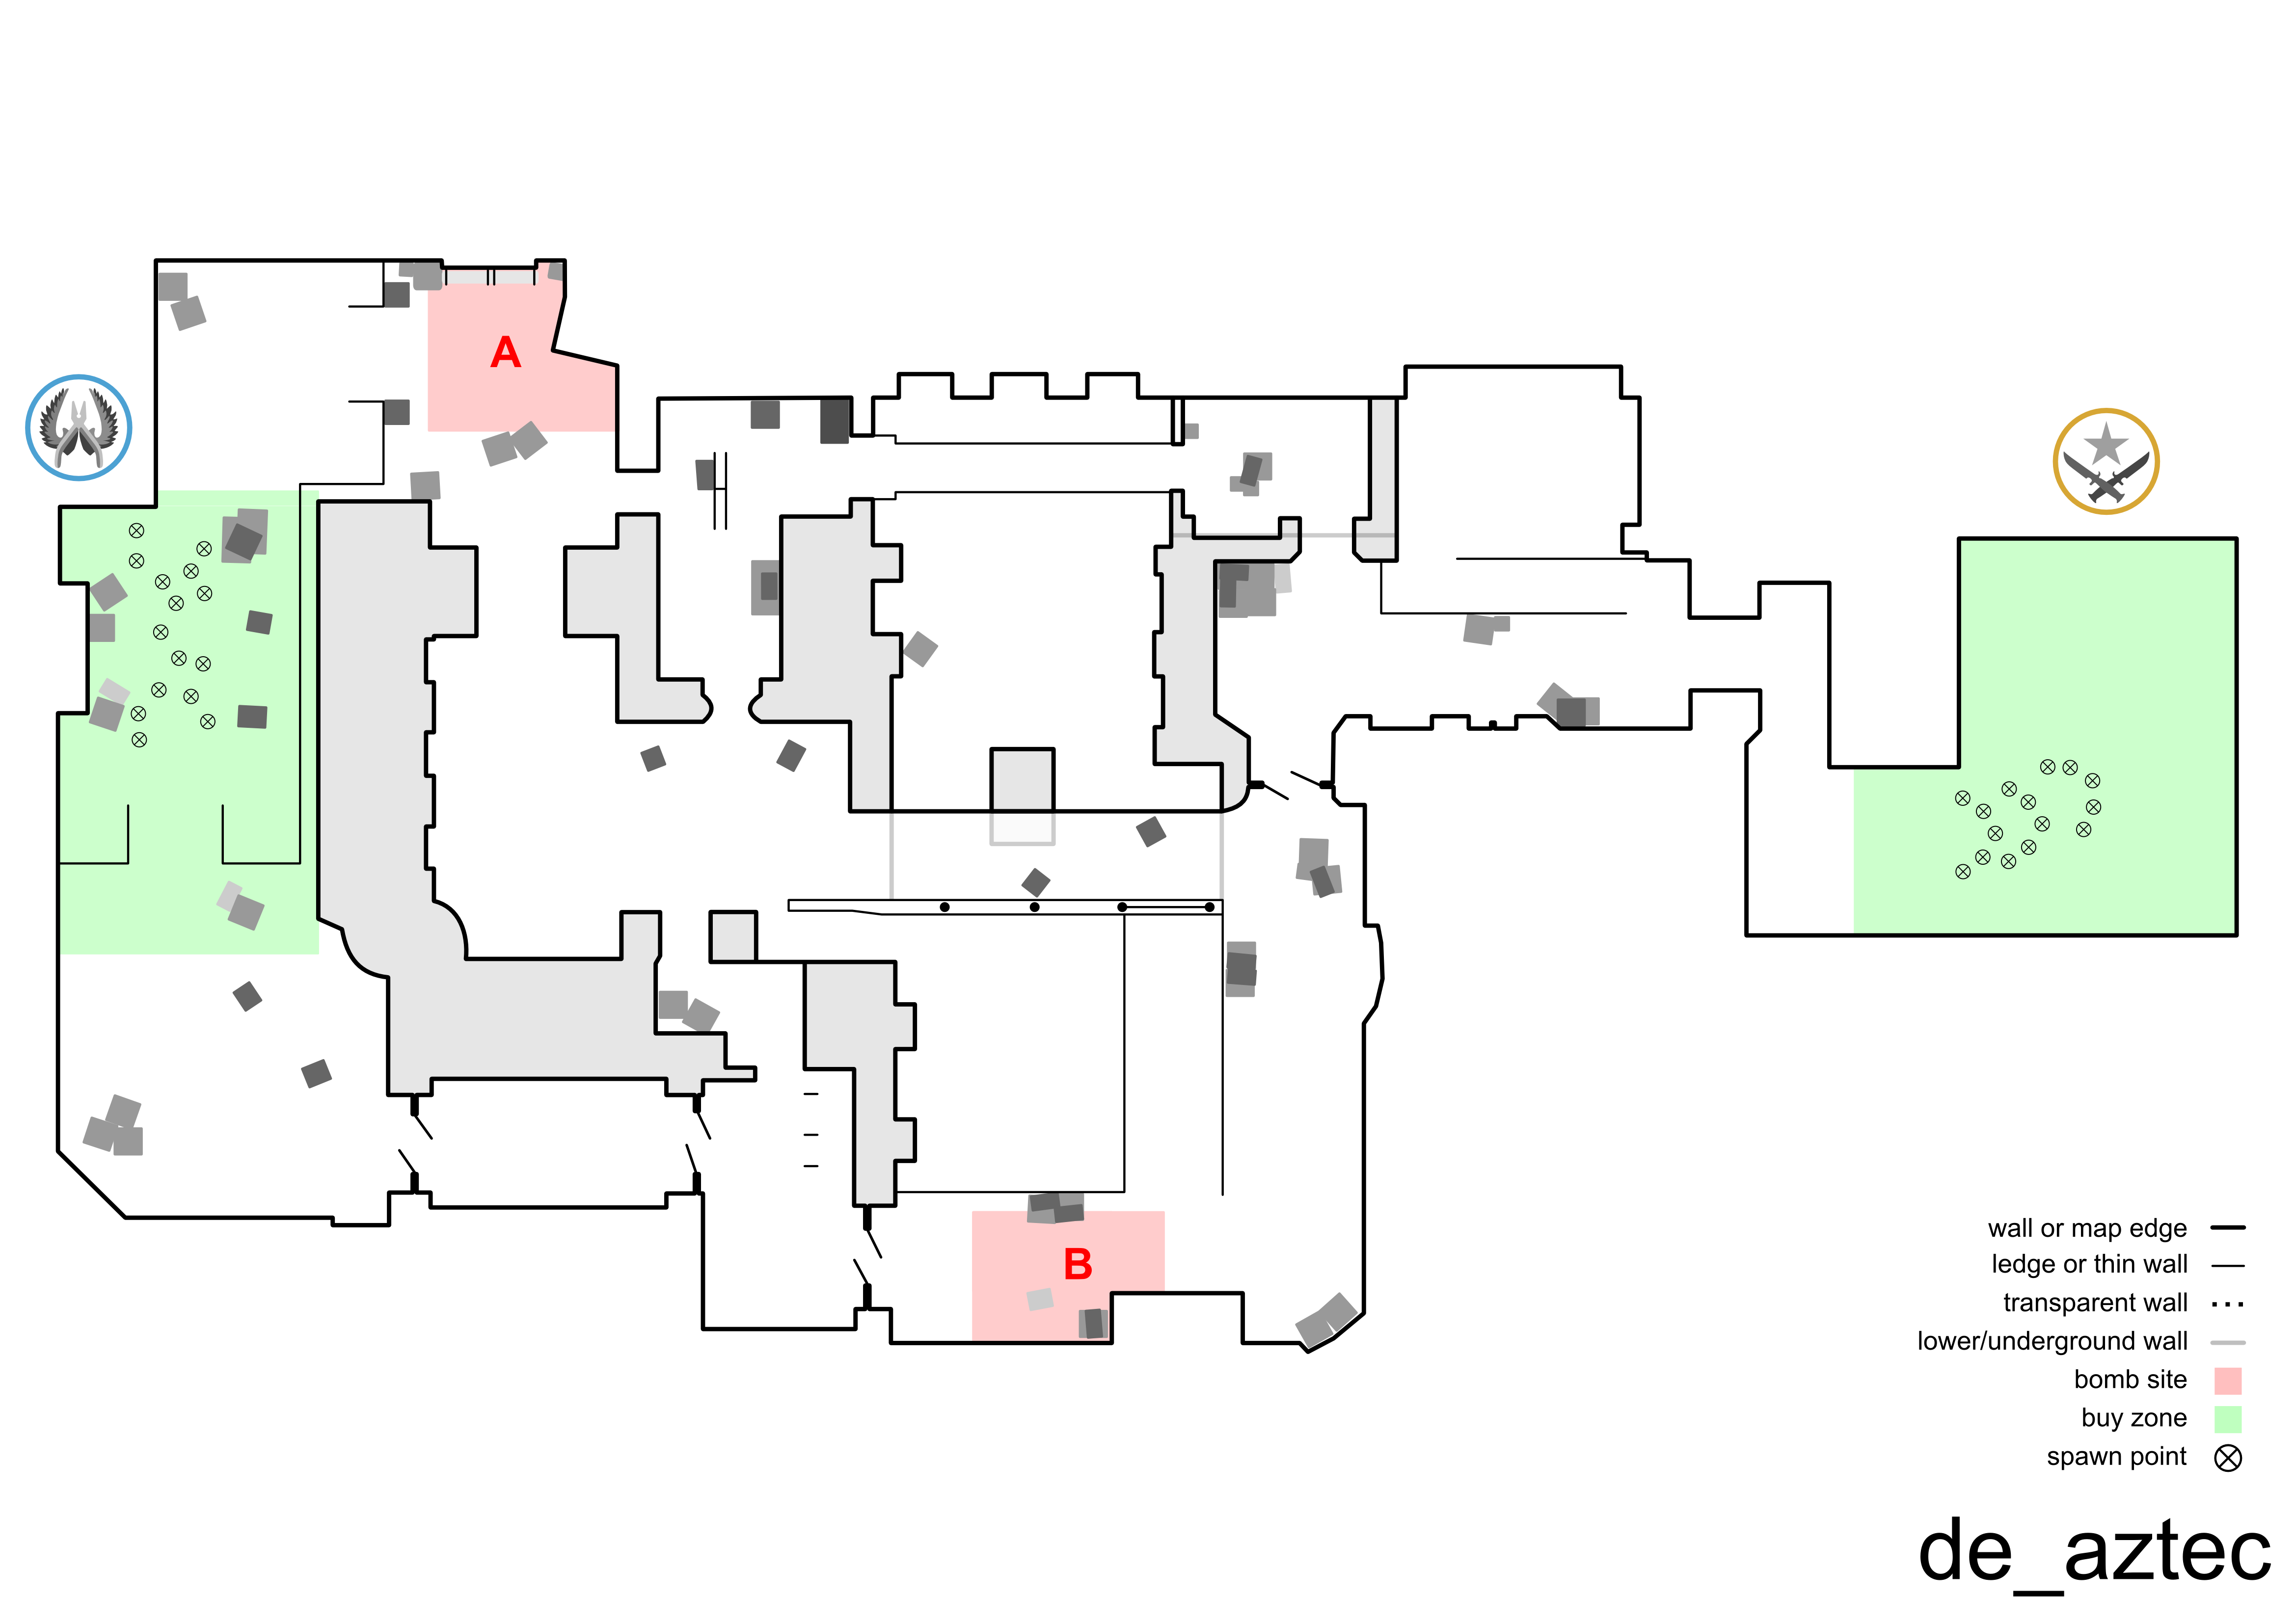 A
B
wall or map edge
ledge or thin wall
transparent wall
lower/underground wall
bomb site
buy zone
spawn point
de_aztec